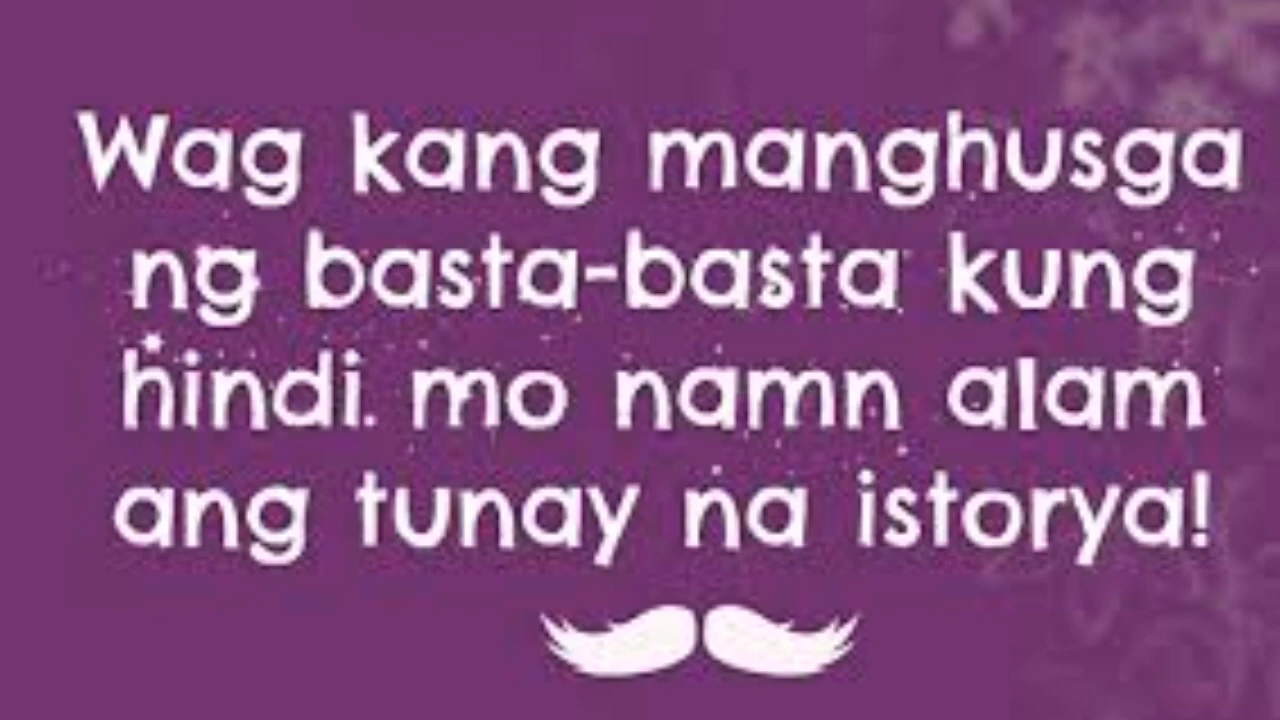 Wag kang manghusga
ng basta-basta kung
hindi. mo namn alam
ang tunay na istorya!